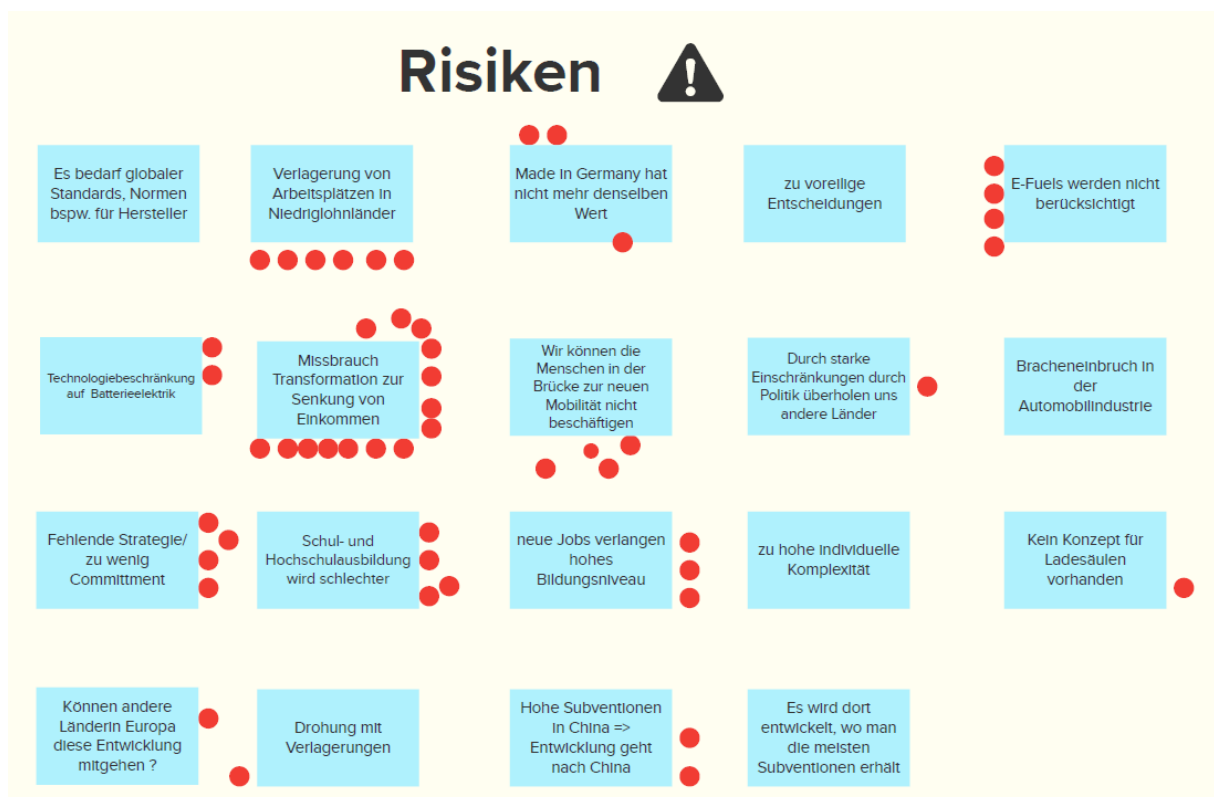 Risiken
Es bedarf globaler
Standards, Normen
bspw. für Hersteller
Verlagerung von
Arbeitsplätzen in
Niedriglohnländer
Made in Germany hat
nicht mehr denselben
Wert
zu voreilige
Entscheidungen
E-Fuels werden nicht
berücksichtigt
Technologiebeschränkung
auf Batterieelektrik
Missbrauch
Transformation zur
Senkung von
Einkommen
Wir können die
Menschen in der
Brücke zur neuen
Mobilität nicht
beschäftigen
Durch starke
Einschränkungen durch
Politik überholen uns
andere Länder
Bracheneinbruch in
der
Automobilindustrie
Fehlende Strategie/
zu wenig
Committment
Schul- und
Hochschulausbildung
wird schlechter
neue Jobs verlangen
hohes
Bildungsniveau
zu hohe individuelle
Komplexität
Kein Konzept für
Ladesäulen
vorhanden
Können andere
Länderin Europa
diese Entwicklung
mitgehen ?
Drohung mit
Verlagerungen
Hohe Subventionen
in China =>
Entwicklung geht
nach China
Es wird dort
entwickelt, wo man
die meisten
Subventionen erhält